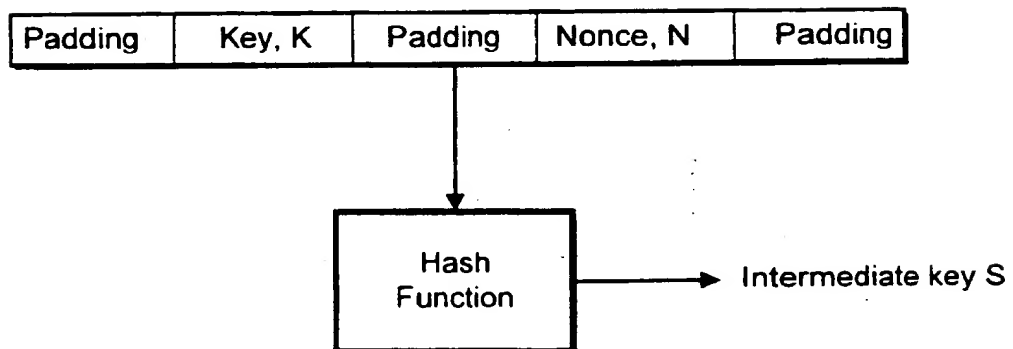 Padding Key, K Padding Nonce, N Padding
Hash
Function
Intermediate key S